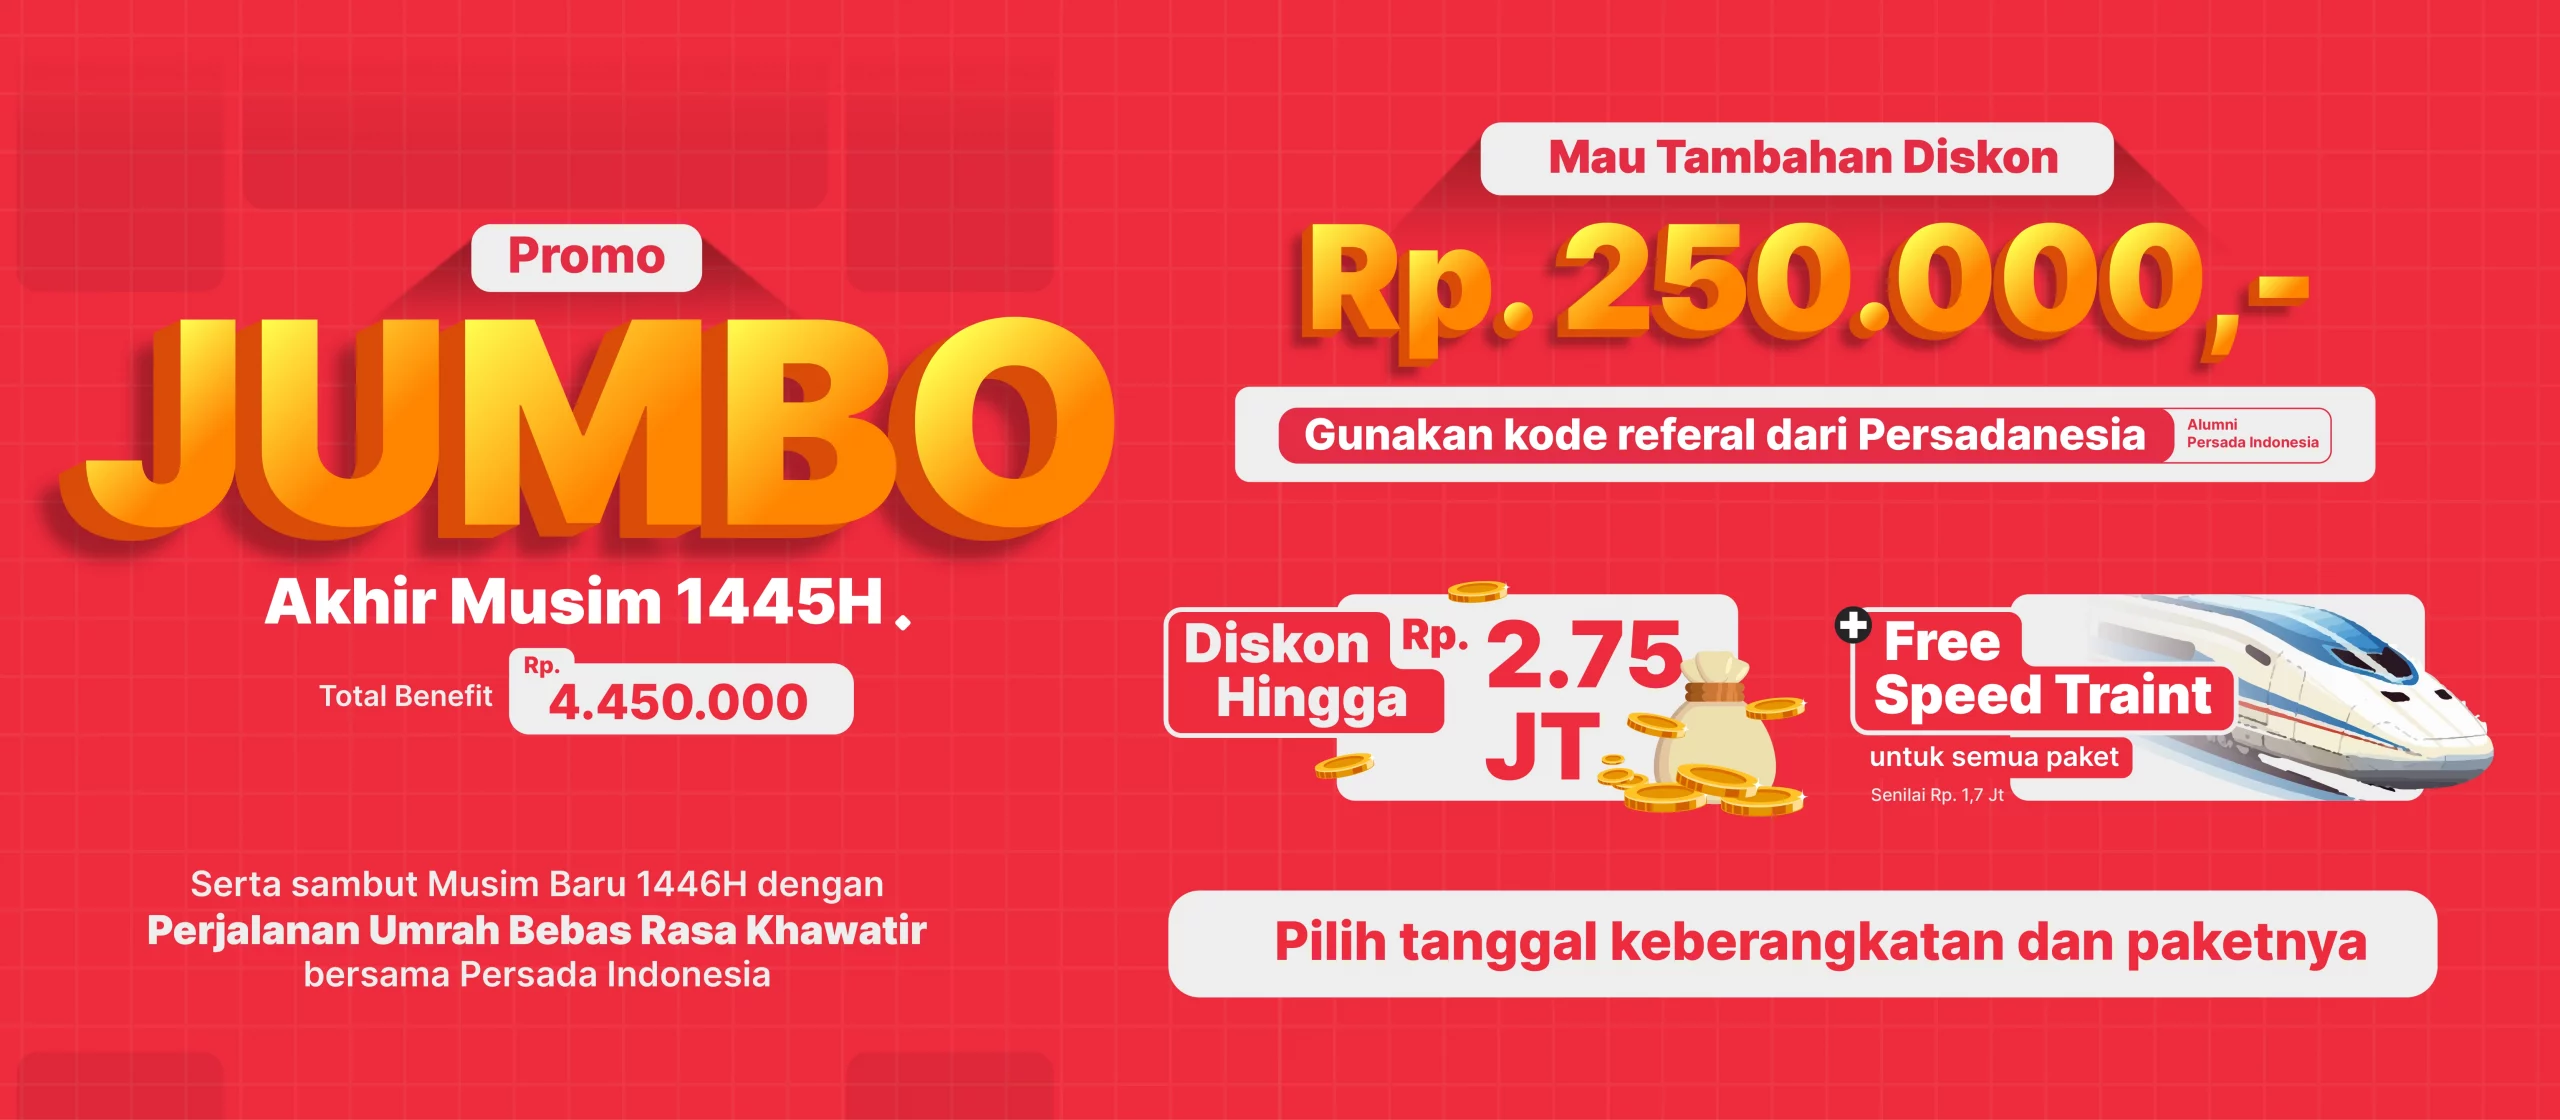 Promo
JUMBO
Akhir Musim 1445H.
Total Benefit Rp. 4.450.000
Serta sambut Musim Baru 1446H dengan
Perjalanan Umrah Bebas Rasa Khawatir
bersama Persada Indonesia
Mau Tambahan Diskon
Rp. 250.000,-
Gunakan kode referal dari Persadanesia
Alumni
Persada Indonesia
Diskon
Hingga
Rp. 2.75
JT
+ Free
Speed Traint
untuk semua paket
Senilai Rp. 1,7 Jt
Pilih tanggal keberangkatan dan paketnya